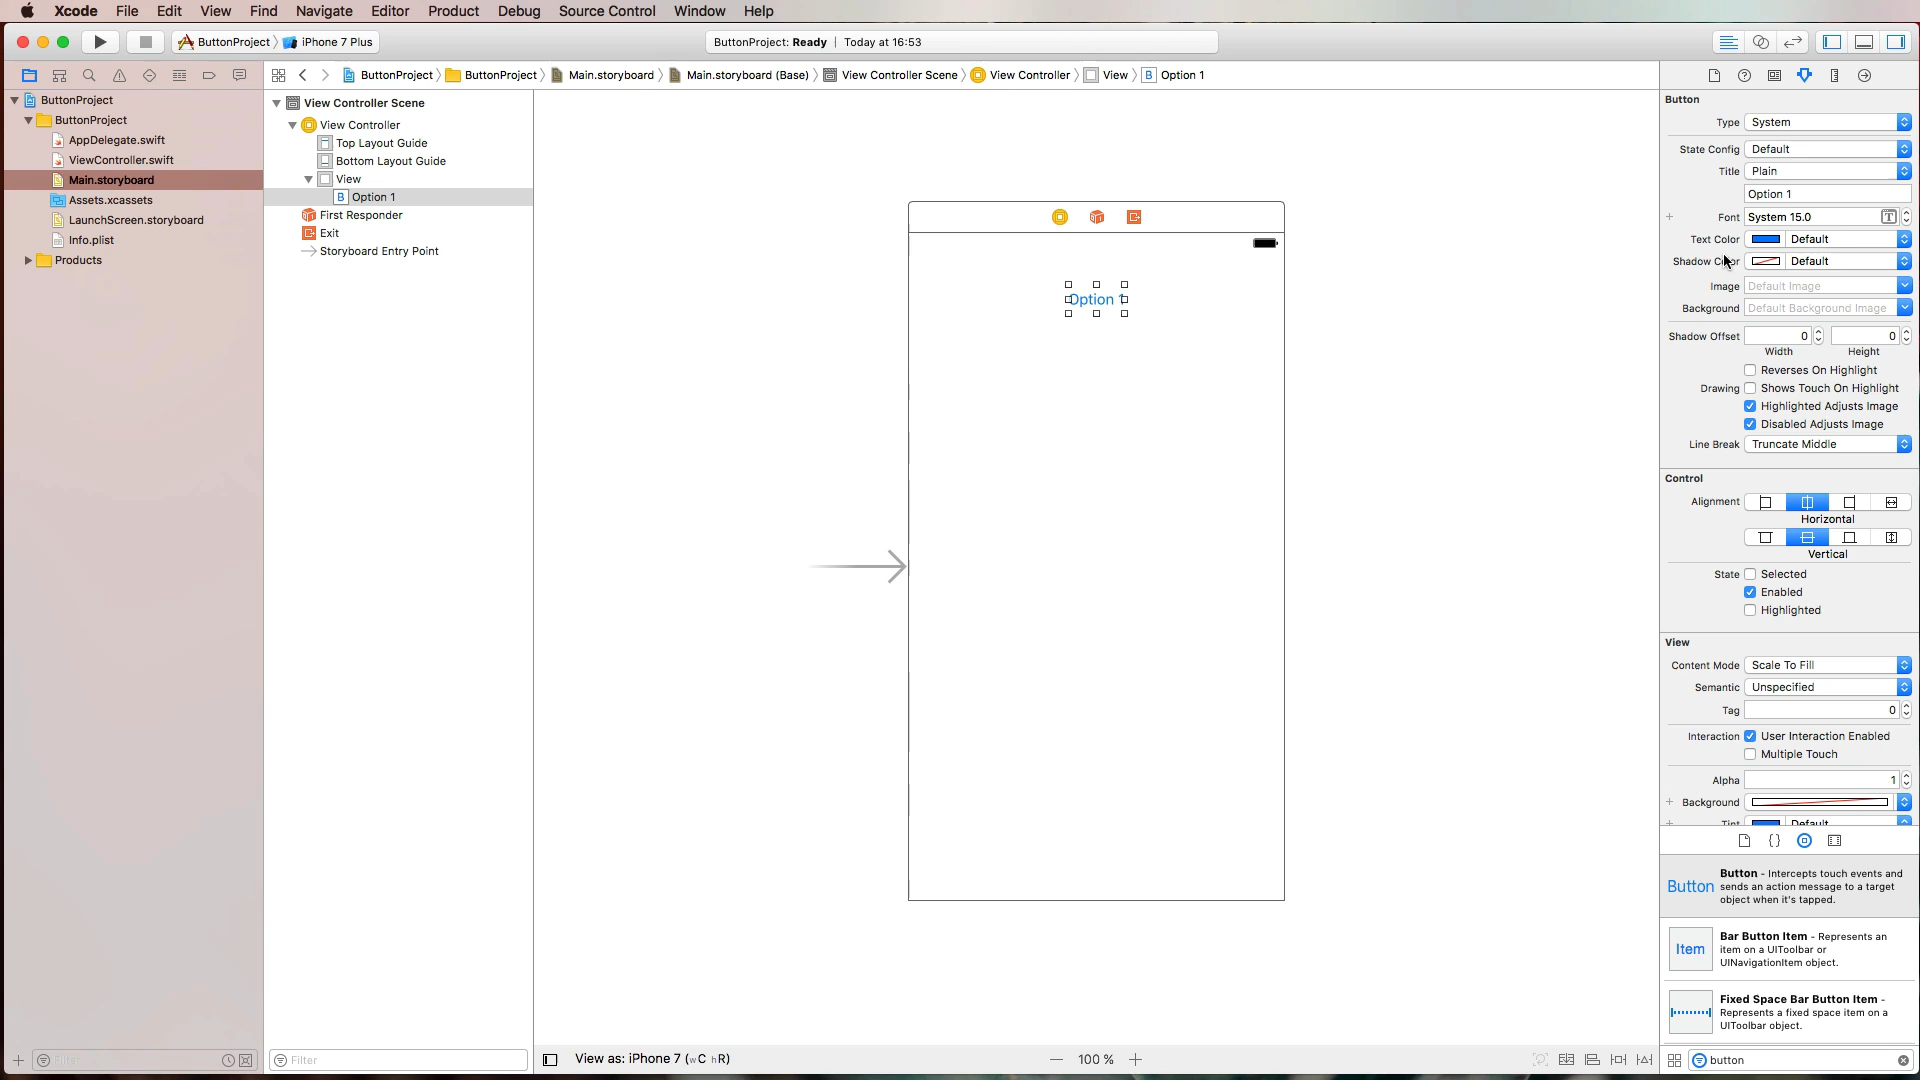 Xcode File Edit View Find Navigate Editor Product Debug Source Control Window Help
ButtonProject iPhone 7 Plus
ButtonProject: Ready | Today at 16:53
ButtonProject ButtonProject Main.storyboard Main.storyboard (Base) View Controller Scene View Controller View B Option 1
ButtonProject
ButtonProject
AppDelegate.swift
ViewController.swift
Main.storyboard
Assets.xcassets
LaunchScreen.storyboard
Info.plist
Products
Filter
View Controller Scene
View Controller
Top Layout Guide
Bottom Layout Guide
View
B Option 1
First Responder
Exit
Storyboard Entry Point
Filter
Option 1
View as: iPhone 7 (wC hR)
100 %
Button
Type System
State Config Default
Title Plain
Option 1
Font System 15.0
Text Color Default
Shadow Color Default
Image Default Image
Background Default Background Image
Shadow Offset 0 0
Width Height
Reverses On Highlight
Drawing Shows Touch On Highlight
Highlighted Adjusts Image
Disabled Adjusts Image
Line Break Truncate Middle
Control
Alignment
Horizontal
Vertical
State Selected
Enabled
Highlighted
View
Content Mode Scale To Fill
Semantic Unspecified
Tag 0
Interaction User Interaction Enabled
Multiple Touch
Alpha 1
Background
Tint Default
Button
Button - Intercepts touch events and
sends an action message to a target
object when it's tapped.
Item
Bar Button Item - Represents an
item on a UIToolbar or
UINavigationItem object.
Fixed Space Bar Button Item -
Represents a fixed space item on a
UIToolbar object.
button